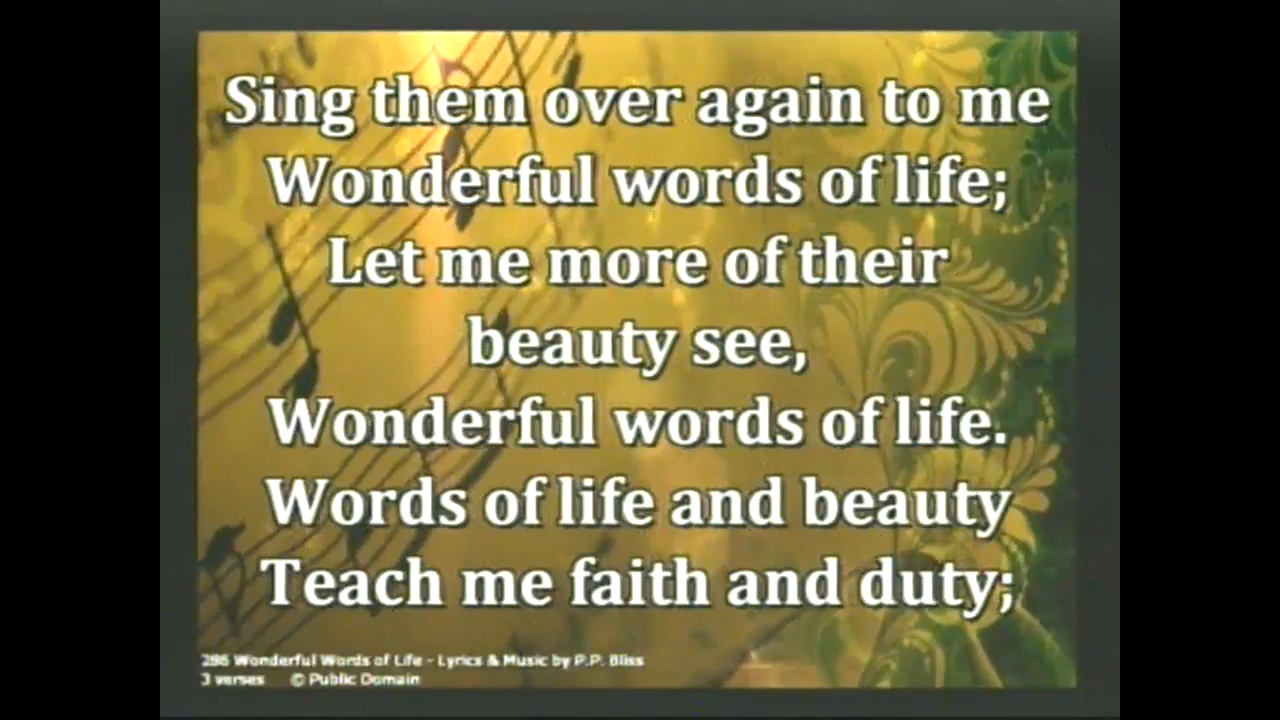 Sing them over again to me
Wonderful words of life;
Let me more of their
beauty see,
Wonderful words of life.
Words of life and beauty
Teach me faith and duty;
286 Wonderful Words of Life - Lyrics & Music by P.P. Bliss
3 verses © Public Domain